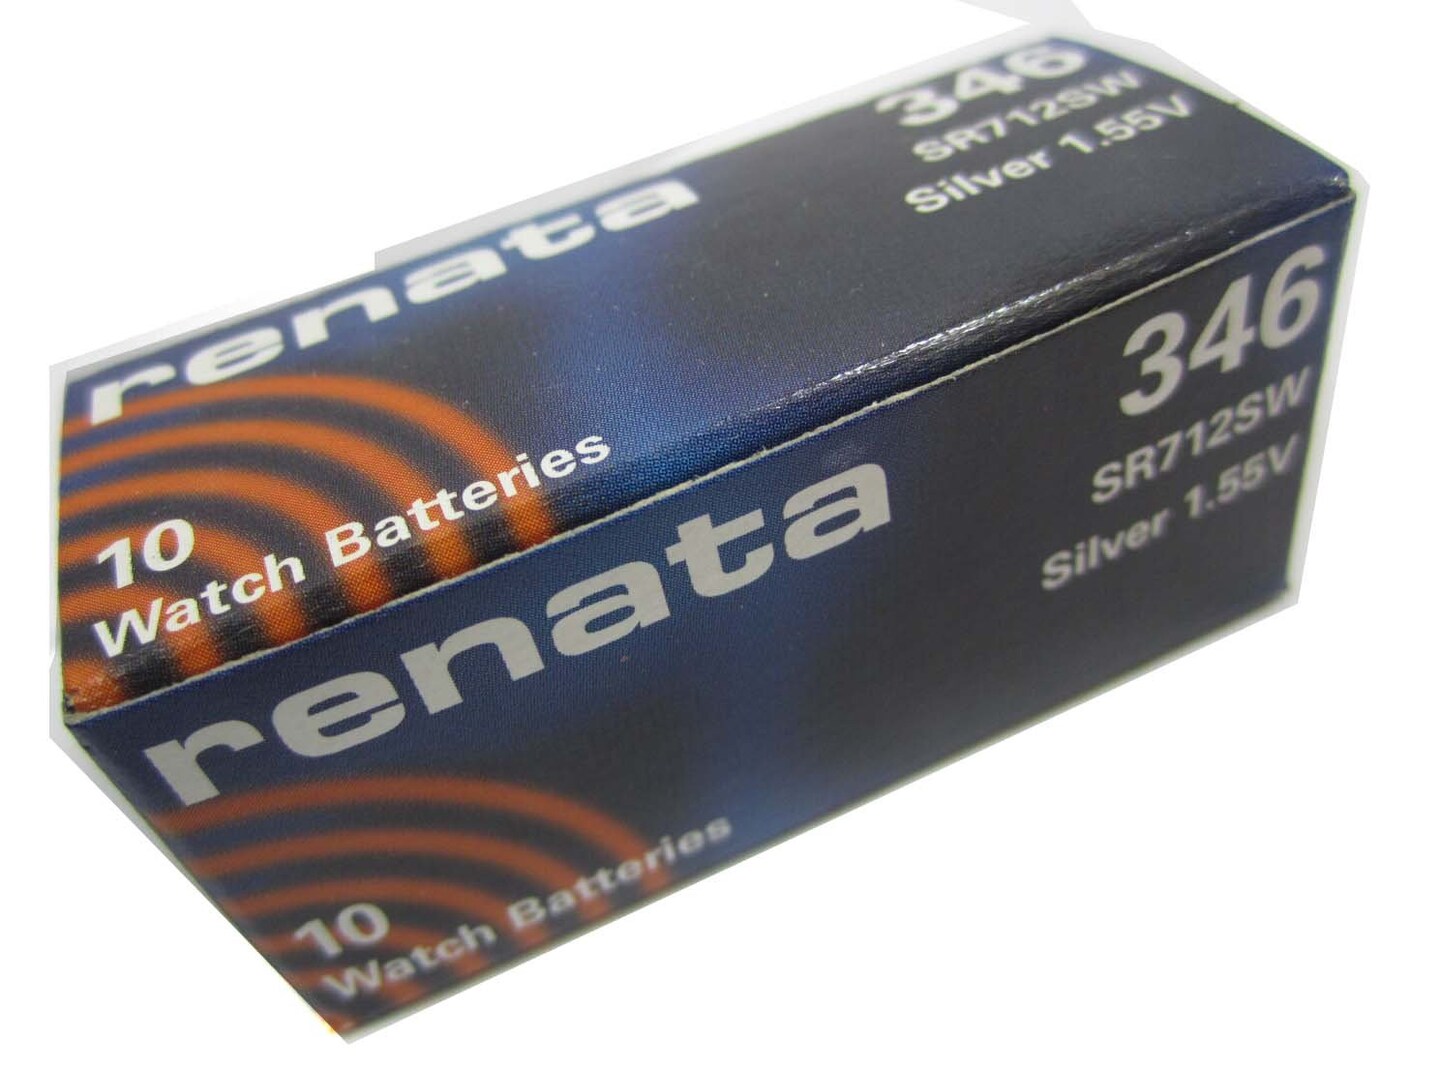 renata
346
SR712SW
Silver 1.55V
10
Watch Batteries
renata
346
SR712SW
Silver 1.55V
10
Watch Batteries